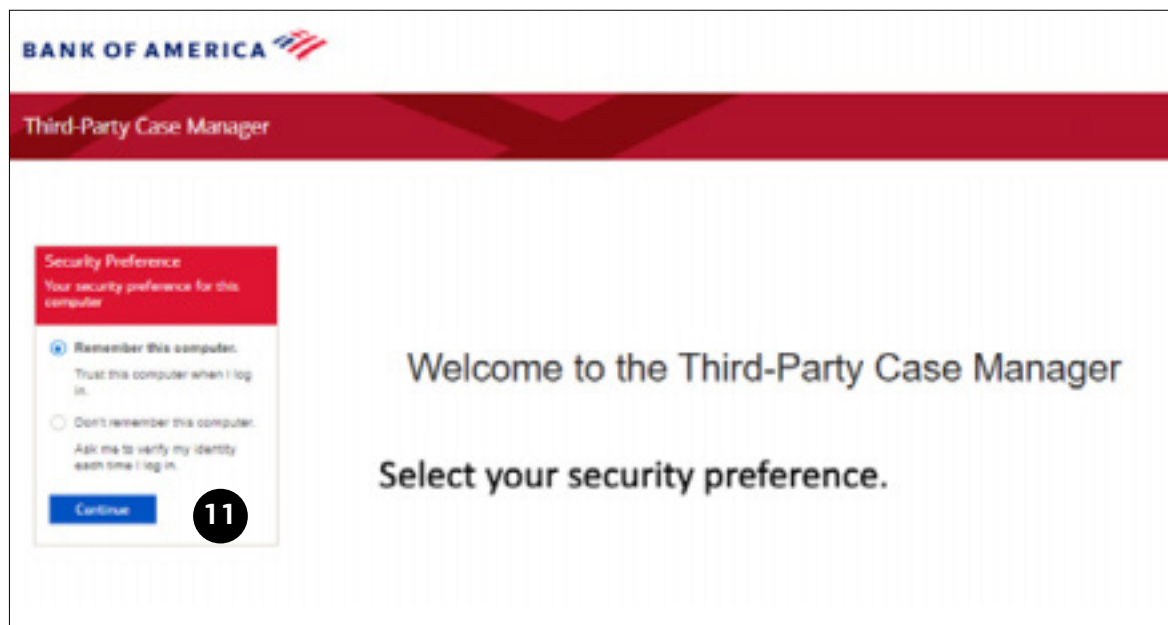 BANK OF AMERICA
Third-Party Case Manager
Security Preference
Your security preference for this
computer
Remember this computer.
Trust this computer when I log
in.
Don't remember this computer.
Ask me to verify my identity
each time I log in.
Continue
11
Welcome to the Third-Party Case Manager
Select your security preference.